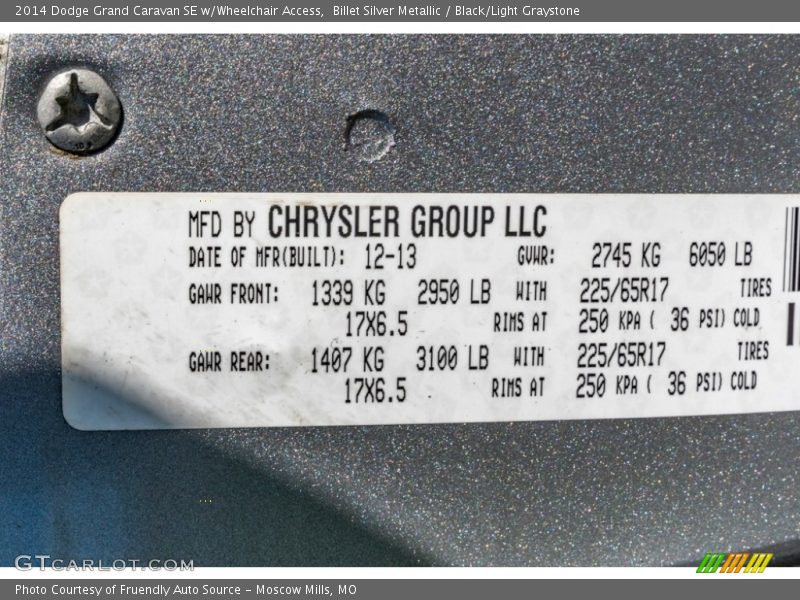 2014 Dodge Grand Caravan SE w/Wheelchair Access,  Billet Silver Metallic / Black/Light Graystone
MFD BY CHRYSLER GROUP LLC
DATE OF MFR(BUILT): 12-13 GVWR: 2745 KG 6050 LB
GAWR FRONT: 1339 KG 2950 LB WITH 225/65R17 TIRES
17X6.5 RIMS AT 250 KPA ( 36 PSI) COLD
GAWR REAR: 1407 KG 3100 LB WITH 225/65R17 TIRES
17X6.5 RIMS AT 250 KPA ( 36 PSI) COLD
GTCARLOT.COM
Photo Courtesy of Fruendly Auto Source – Moscow Mills, MO